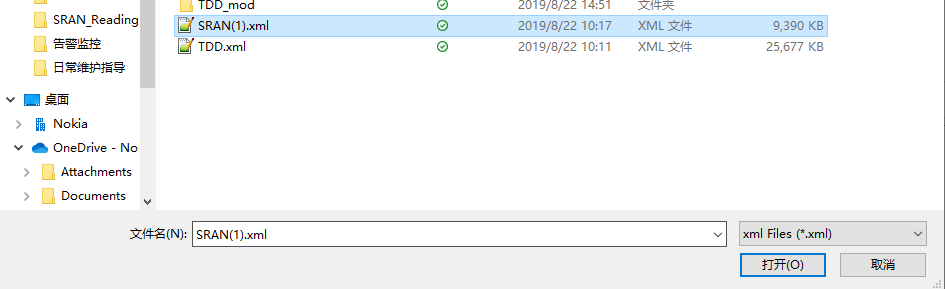 TDD_mod 2019/8/22 14:51 文件夹
SRAN_Reading
SRAN(1).xml 2019/8/22 10:17 XML 文件 9,390 KB
告警监控
TDD.xml 2019/8/22 10:11 XML 文件 25,677 KB
日常维护指导
桌面
Nokia
OneDrive - No
Attachments
Documents
文件名(N): SRAN(1).xml xml Files (*.xml)
打开(O) 取消